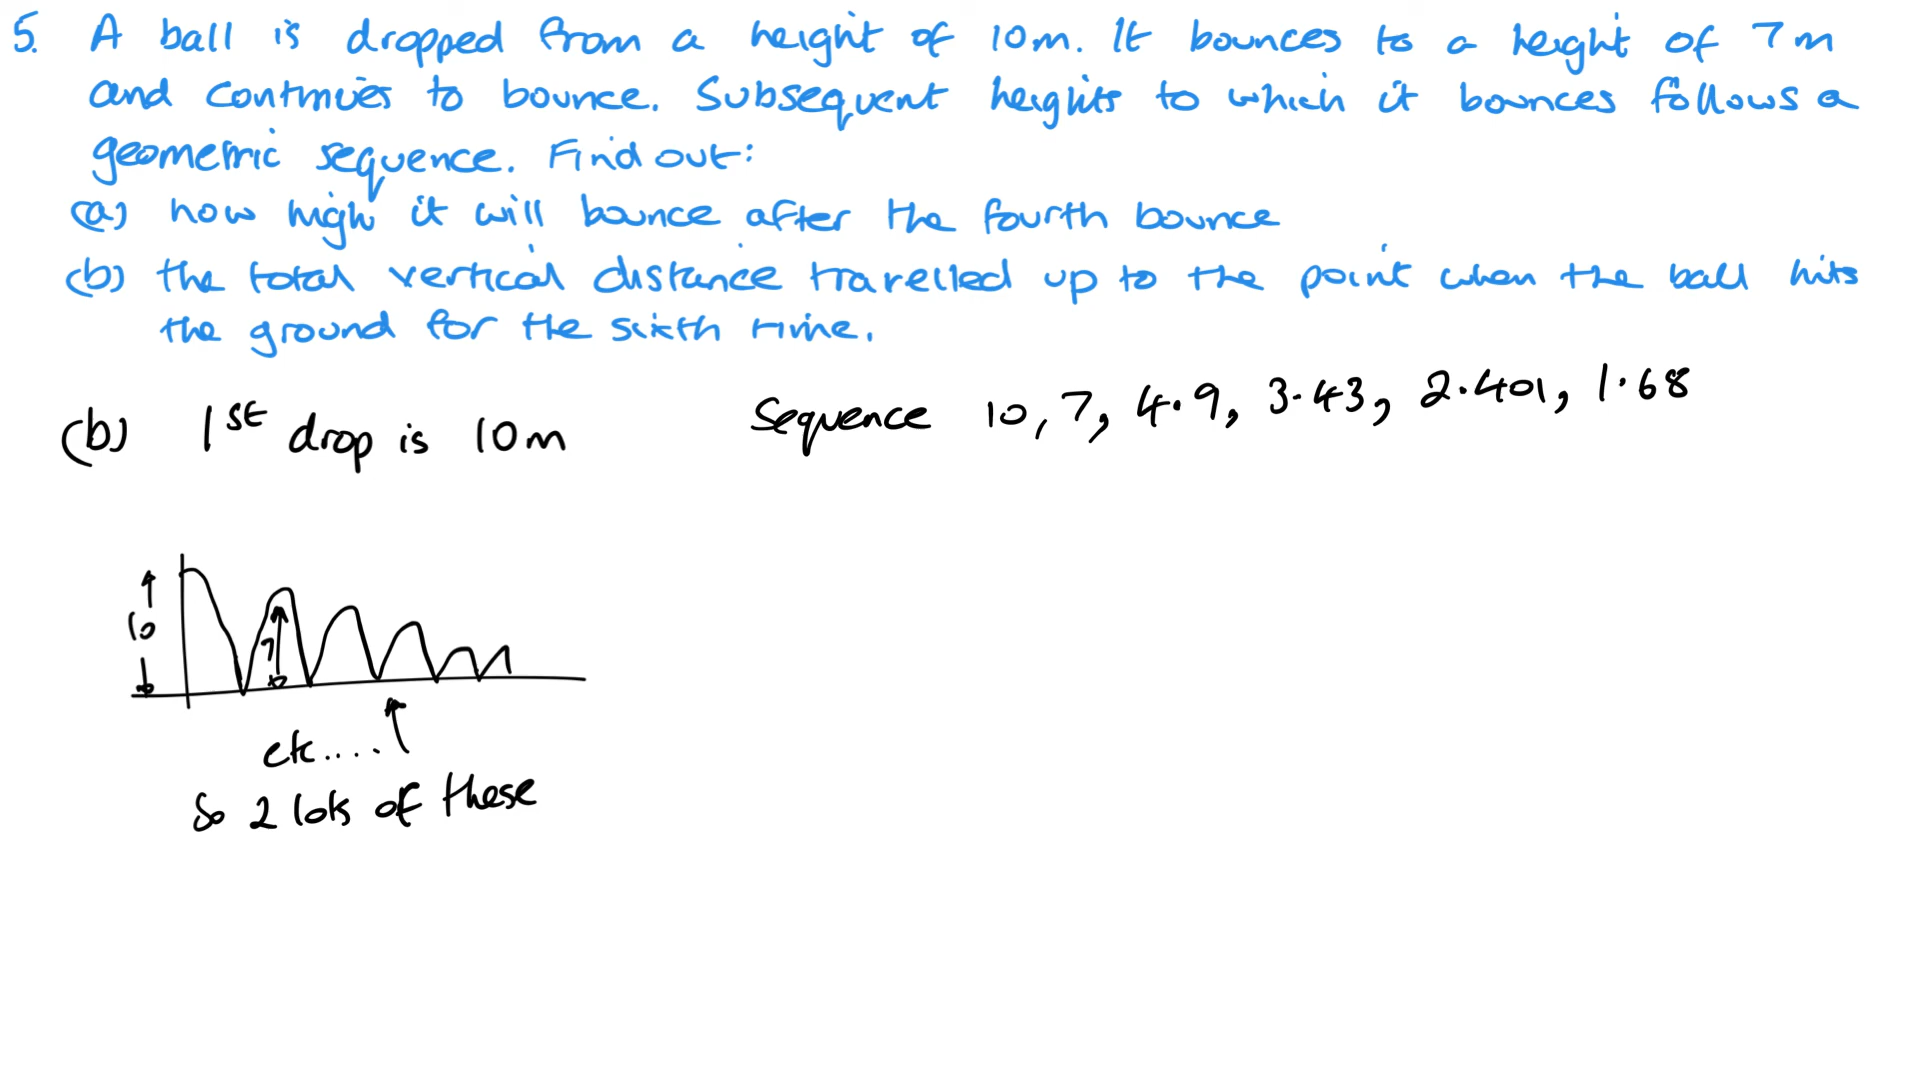 5. A ball is dropped from a height of 10m. It bounces to a height of 7m
and continues to bounce. Subsequent heights to which it bounces follows a
geometric sequence. Find out:
(a) how high it will bounce after the fourth bounce
(b) the total vertical distance travelled up to the point when the ball hits
the ground for the sixth time.
(b) 1st drop is 10m Sequence 10, 7, 4.9, 3.43, 2.401, 1.68
10
7
etc....
So 2 lots of these